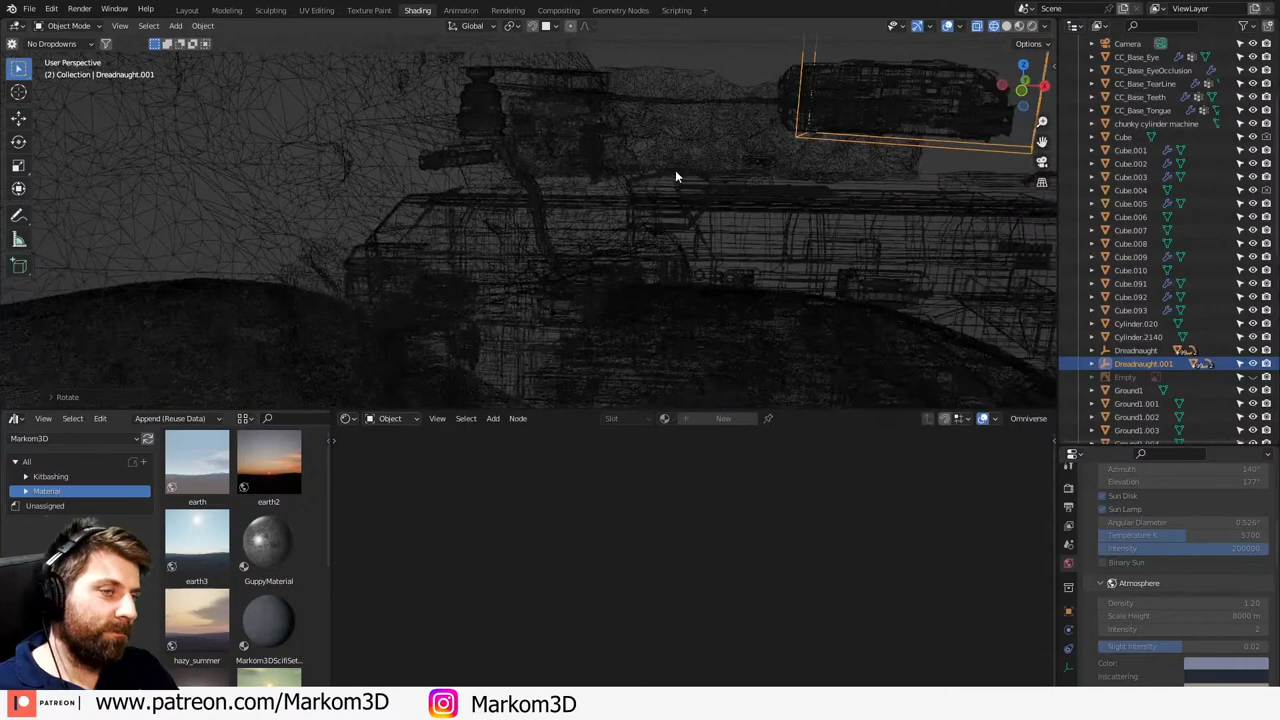 File Edit Render Window Help Layout Modeling Sculpting UV Editing Texture Paint Shading Animation Rendering Compositing Geometry Nodes Scripting Scene ViewLayer
Object Mode View Select Add Object Global
No Dropdowns Options
User Perspective
(2) Collection | Dreadnaught.001
Rotate
Camera
CC_Base_Eye
CC_Base_EyeOcclusion
CC_Base_TearLine
CC_Base_Teeth
CC_Base_Tongue
chunky cylinder machine
Cube
Cube.001
Cube.002
Cube.003
Cube.004
Cube.005
Cube.006
Cube.007
Cube.008
Cube.009
Cube.010
Cube.091
Cube.092
Cube.093
Cylinder.020
Cylinder.2140
Dreadnaught
Dreadnaught.001
Empty
Ground1
Ground1.001
Ground1.002
Ground1.003
View Select Edit Append (Reuse Data)
Object View Select Add Node Slot New Omniverse
Markom3D
All
Kitbashing
Material
Unassigned
earth
earth2
earth3
GuppyMaterial
hazy_summer
Markom3DScifiSet...
Azimuth 140°
Elevation 177°
Sun Disk
Sun Lamp
Angular Diameter 0.526°
Temperature K 5700
Intensity 200000
Binary Sun
Atmosphere
Density 1.20
Scale Height 8000 m
Intensity 2
Night Intensity 0.02
Color:
Inscattering:
PATREON www.patreon.com/Markom3D Markom3D